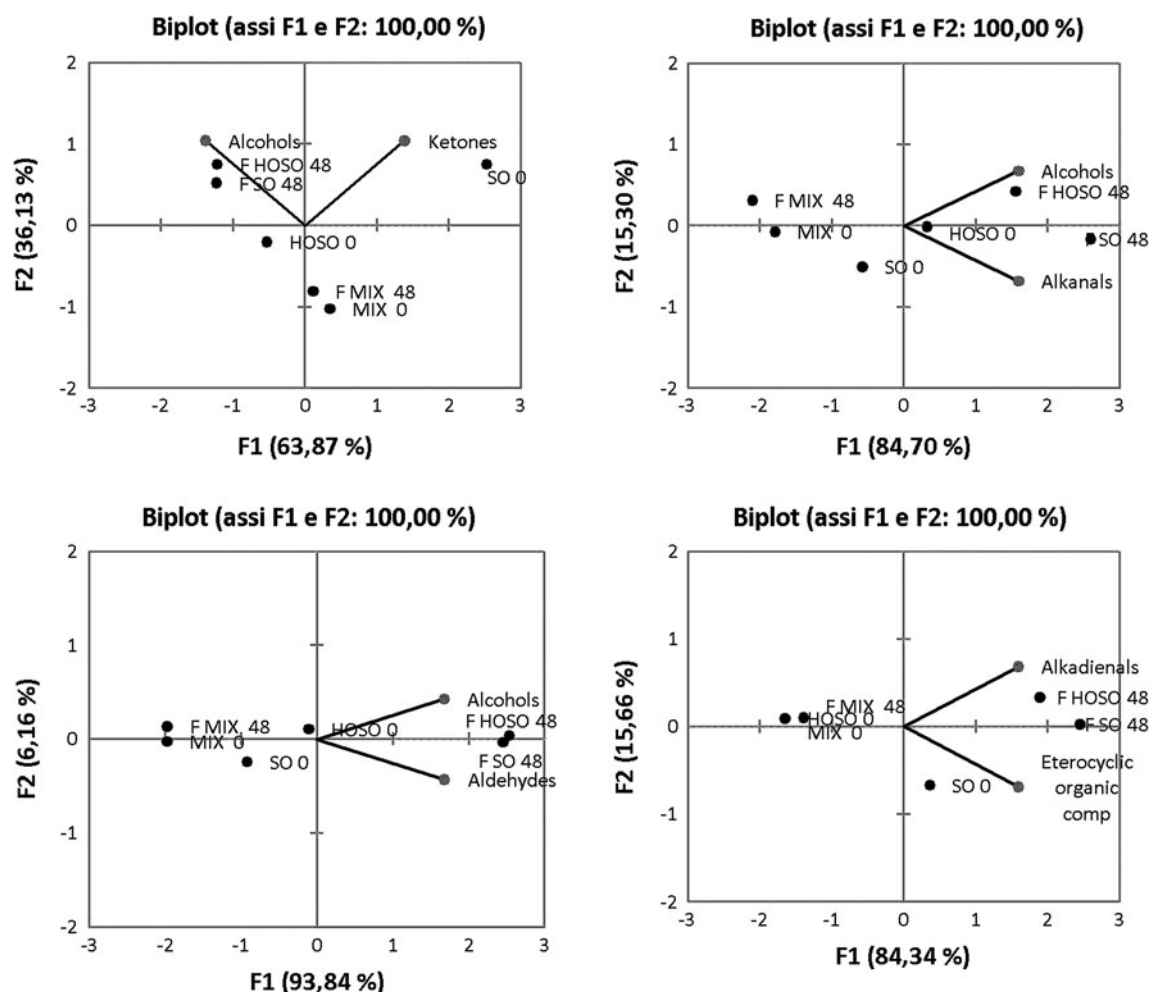 Biplot (assi F1 e F2: 100,00 %)
2
1
0
-1
-2
F2 (36,13 %)
Alcohols
Ketones
F HOSO 48
F SO 48
SO 0
HOSO 0
F MIX 48
MIX 0
-3
-2
-1
0
1
2
3
F1 (63,87 %)
Biplot (assi F1 e F2: 100,00 %)
2
1
0
-1
-2
F2 (15,30 %)
Alcohols
F HOSO 48
F MIX 48
MIX 0
HOSO 0
SO 48
SO 0
Alkanals
-3
-2
-1
0
1
2
3
F1 (84,70 %)
Biplot (assi F1 e F2: 100,00 %)
2
1
0
-1
-2
F2 (6,16 %)
Alcohols
F HOSO 48
F MIX 48
HOSO 0
MIX 0
SO 0
F SO 48
Aldehydes
-3
-2
-1
0
1
2
3
F1 (93,84 %)
Biplot (assi F1 e F2: 100,00 %)
2
1
0
-1
-2
F2 (15,66 %)
Alkadienals
F HOSO 48
F MIX 48
HOSO 0
F SO 48
MIX 0
Eterocyclic
organic
comp
SO 0
-3
-2
-1
0
1
2
3
F1 (84,34 %)